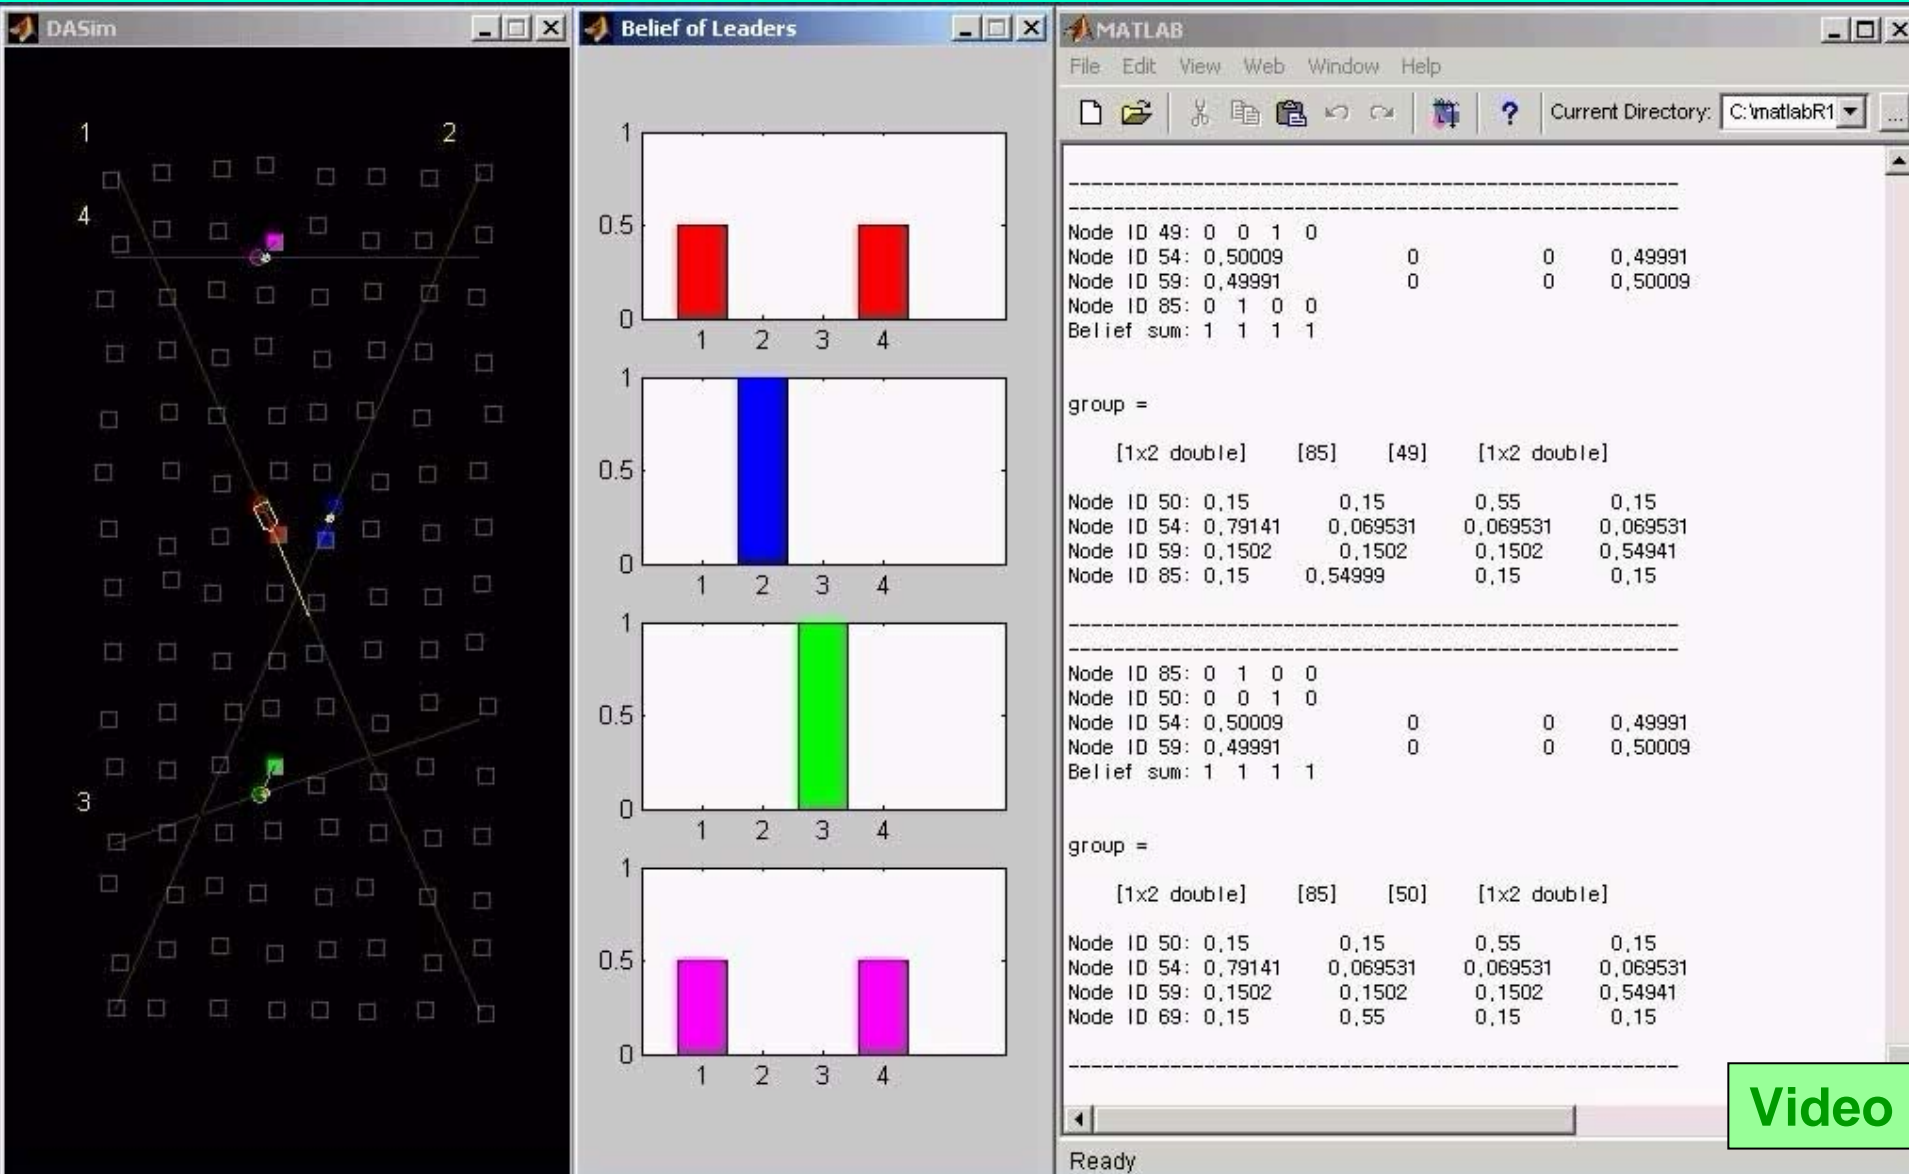 DASim
1
2
4
3
Belief of Leaders
1
0.5
0
1 2 3 4
1
0.5
0
1 2 3 4
1
0.5
0
1 2 3 4
1
0.5
0
1 2 3 4
MATLAB
File Edit View Web Window Help
? Current Directory: C:\matlabR1 ...
------------------------------------------------------
------------------------------------------------------
Node ID 49: 0 0 1 0
Node ID 54: 0,50009 0 0 0,49991
Node ID 59: 0,49991 0 0 0,50009
Node ID 85: 0 1 0 0
Belief sum: 1 1 1 1
group =
[1x2 double] [85] [49] [1x2 double]
Node ID 50: 0,15 0,15 0,55 0,15
Node ID 54: 0,79141 0,069531 0,069531 0,069531
Node ID 59: 0,1502 0,1502 0,1502 0,54941
Node ID 85: 0,15 0,54999 0,15 0,15
------------------------------------------------------
------------------------------------------------------
Node ID 85: 0 1 0 0
Node ID 50: 0 0 1 0
Node ID 54: 0,50009 0 0 0,49991
Node ID 59: 0,49991 0 0 0,50009
Belief sum: 1 1 1 1
group =
[1x2 double] [85] [50] [1x2 double]
Node ID 50: 0,15 0,15 0,55 0,15
Node ID 54: 0,79141 0,069531 0,069531 0,069531
Node ID 59: 0,1502 0,1502 0,1502 0,54941
Node ID 69: 0,15 0,55 0,15 0,15
------------------------------------------------------
Video
Ready